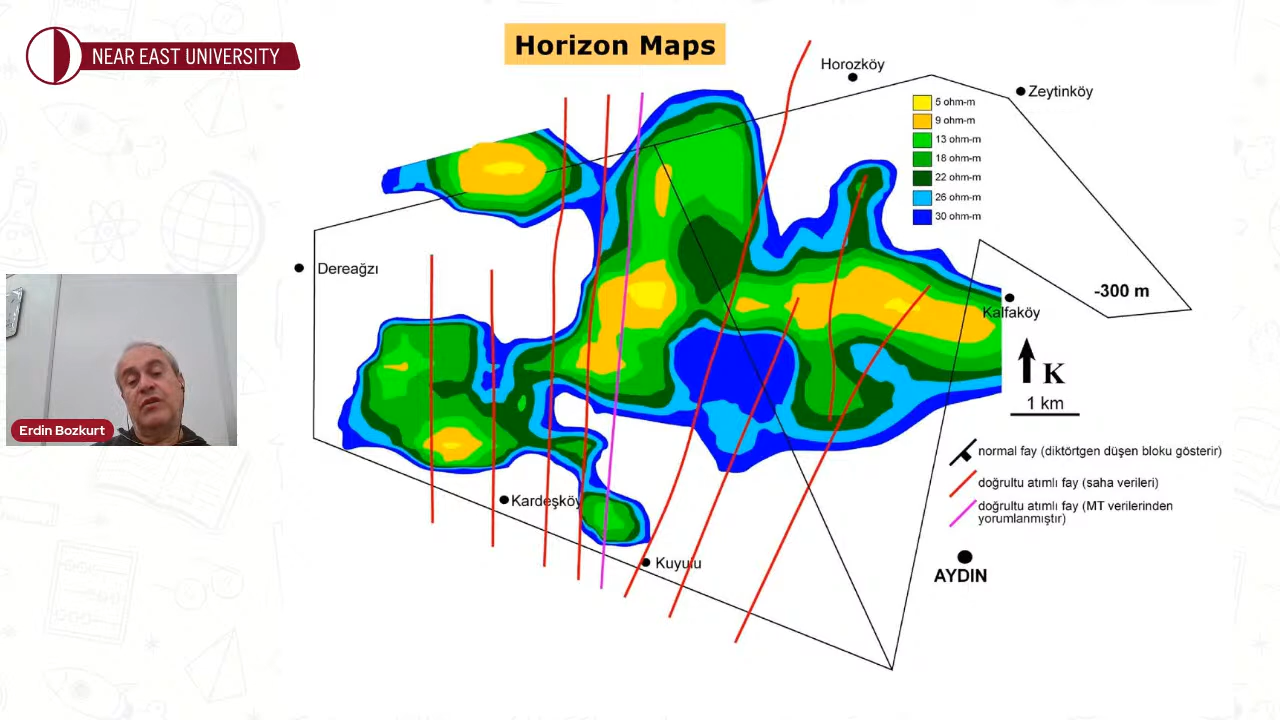 NEAR EAST UNIVERSITY
Horizon Maps
Horozköy
Zeytinköy
5 ohm-m
9 ohm-m
13 ohm-m
18 ohm-m
22 ohm-m
26 ohm-m
30 ohm-m
Dereağzı
-300 m
Kalfaköy
K
1 km
Erdin Bozkurt
normal fay (diktörtgen düşen bloku gösterir)
doğrultu atımlı fay (saha verileri)
doğrultu atımlı fay (MT verilerinden
yorumlanmıştır)
Kardeşköy
Kuyulu
AYDIN